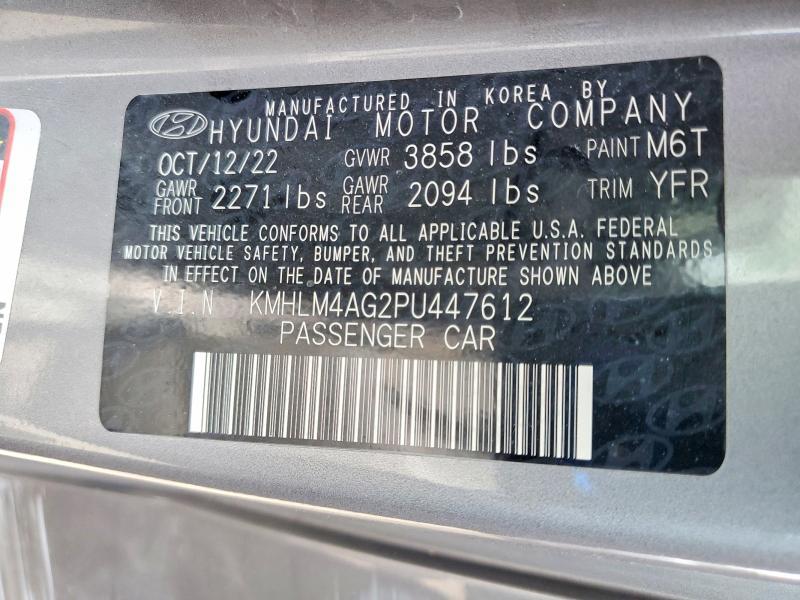 MANUFACTURED IN KOREA BY
HYUNDAI MOTOR COMPANY
OCT/12/22 GVWR 3858 lbs PAINT M6T
GAWR FRONT 2271 lbs GAWR REAR 2094 lbs TRIM YFR
THIS VEHICLE CONFORMS TO ALL APPLICABLE U.S.A. FEDERAL
MOTOR VEHICLE SAFETY, BUMPER, AND THEFT PREVENTION STANDARDS
IN EFFECT ON THE DATE OF MANUFACTURE SHOWN ABOVE
V.I.N KMHLM4AG2PU447612
PASSENGER CAR